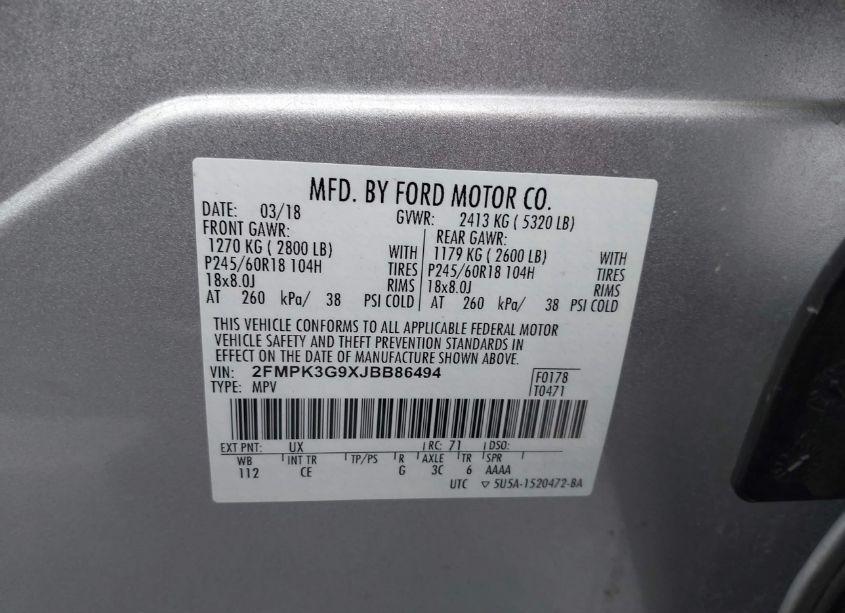 MFD. BY FORD MOTOR CO.
DATE: 03/18 GVWR: 2413 KG ( 5320 LB)
FRONT GAWR: REAR GAWR:
1270 KG ( 2800 LB) WITH 1179 KG ( 2600 LB) WITH
P245/60R18 104H TIRES P245/60R18 104H TIRES
18x8.0J RIMS 18x8.0J RIMS
AT 260 kPa/ 38 PSI COLD AT 260 kPa/ 38 PSI COLD
THIS VEHICLE CONFORMS TO ALL APPLICABLE FEDERAL MOTOR
VEHICLE SAFETY AND THEFT PREVENTION STANDARDS IN
EFFECT ON THE DATE OF MANUFACTURE SHOWN ABOVE.
VIN: 2FMPK3G9XJBB86494 F0178
TYPE: MPV T0471
EXT PNT: UX RC: 71 DSO:
WB INT TR TP/PS R AXLE TR SPR
112 CE G 3C 6 AAAA
UTC ▽ 5U5A-1520472-BA